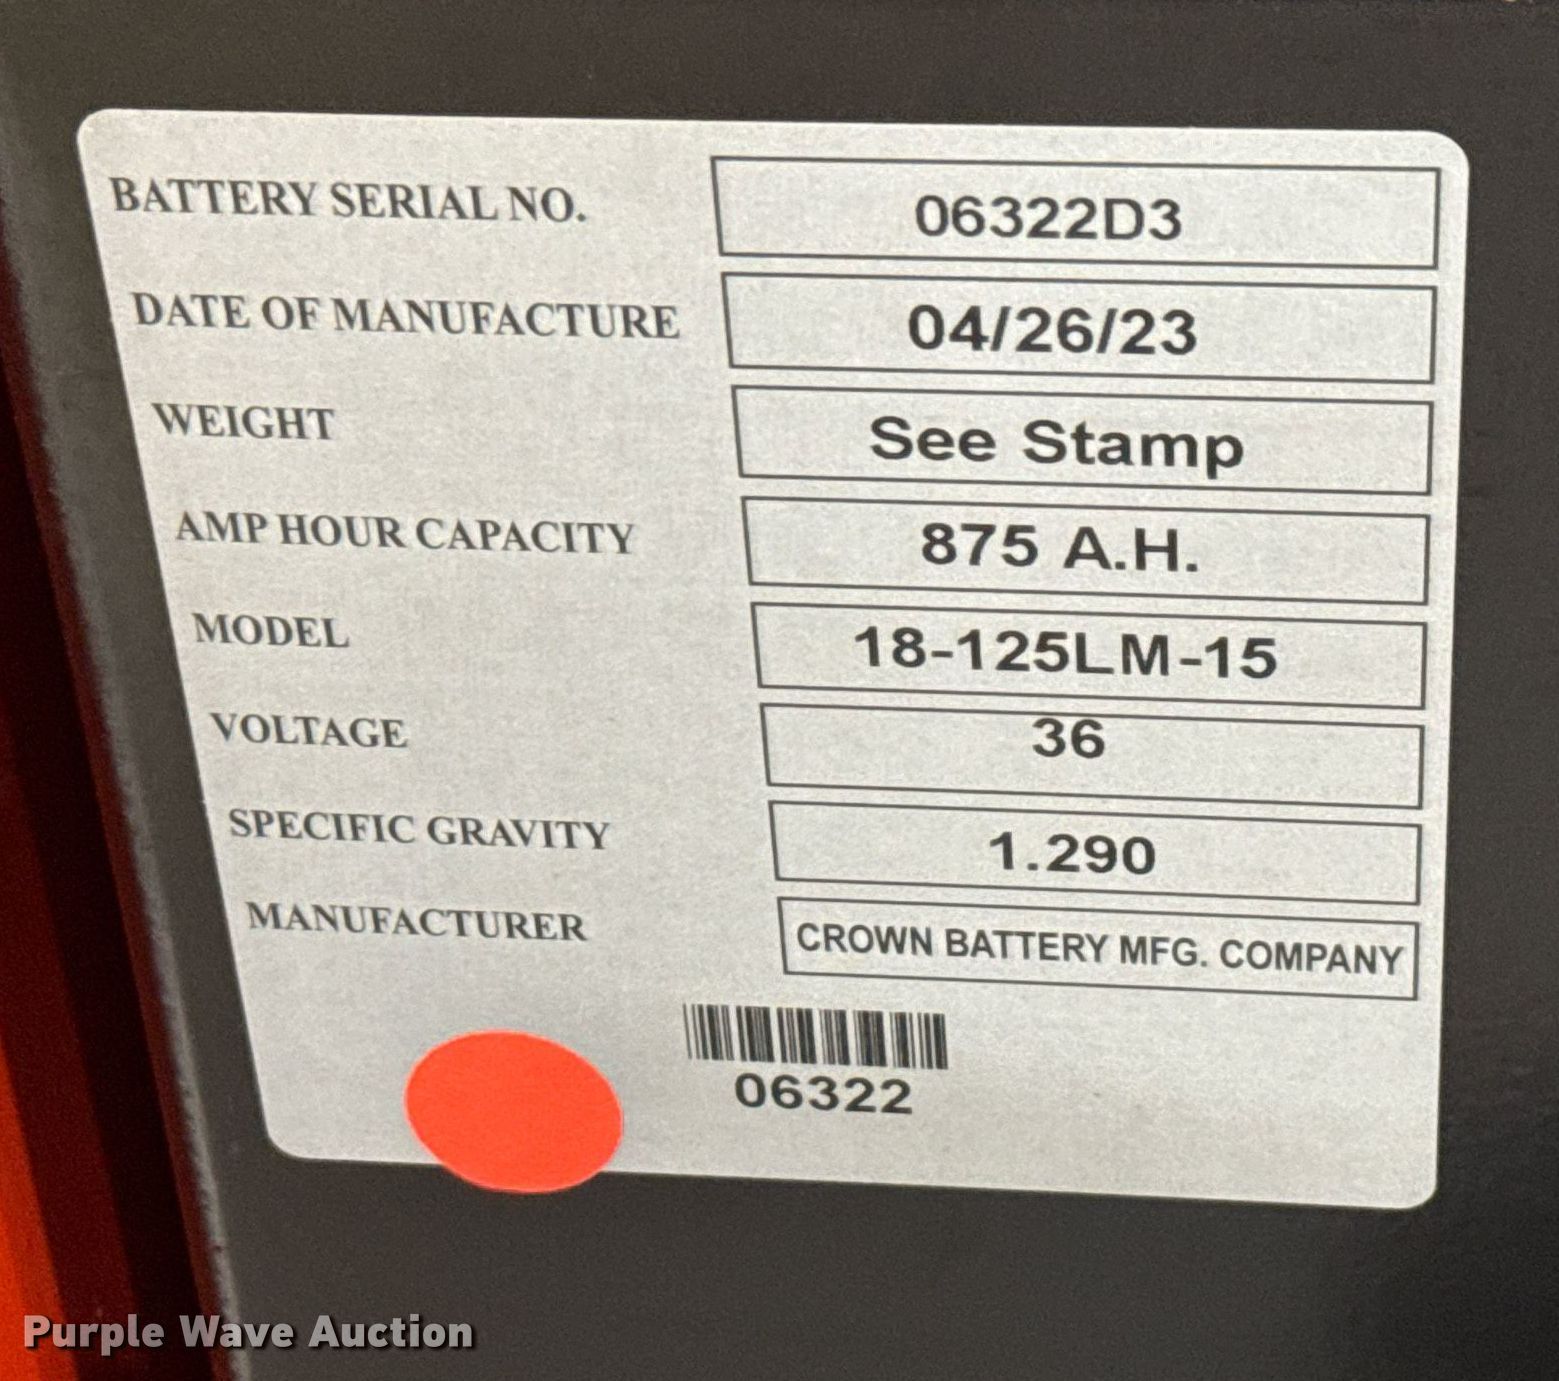 BATTERY SERIAL NO. 06322D3
DATE OF MANUFACTURE 04/26/23
WEIGHT See Stamp
AMP HOUR CAPACITY 875 A.H.
MODEL 18-125LM-15
VOLTAGE 36
SPECIFIC GRAVITY 1.290
MANUFACTURER CROWN BATTERY MFG. COMPANY
06322
Purple Wave Auction